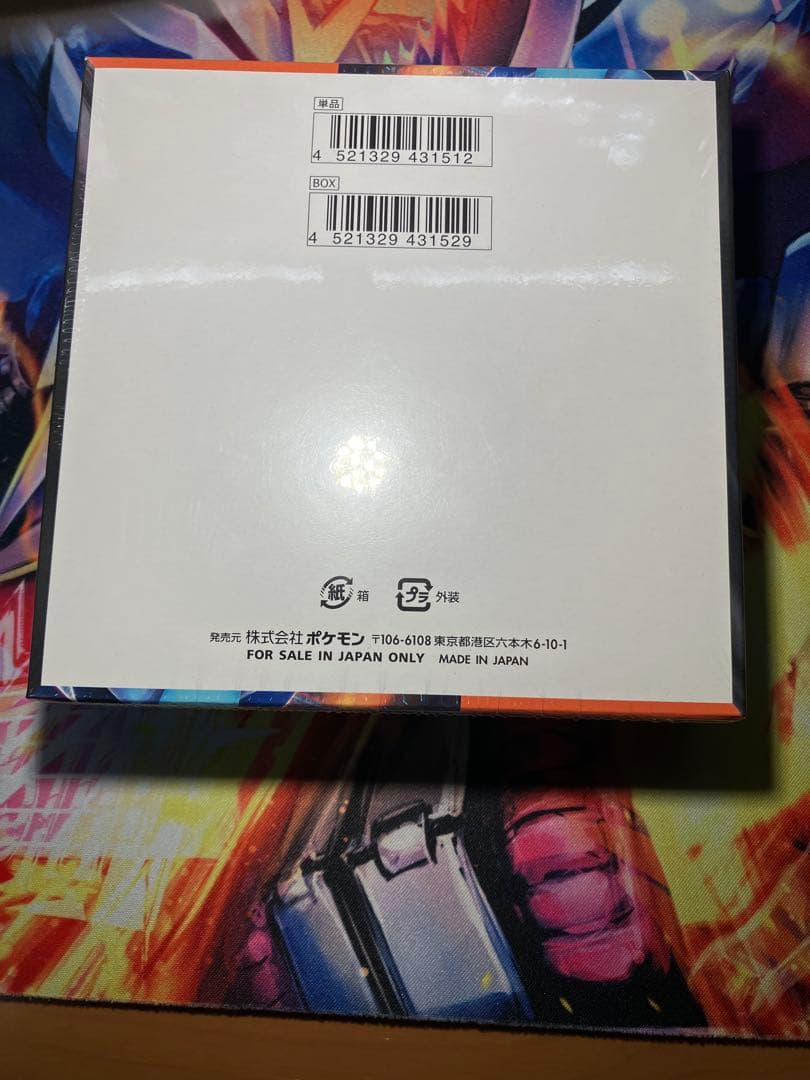 単品
4 521329 431512
BOX
4 521329 431529
紙 箱 プラ 外装
発売元 株式会社 ポケモン 〒106-6108 東京都港区六本木6-10-1
FOR SALE IN JAPAN ONLY MADE IN JAPAN